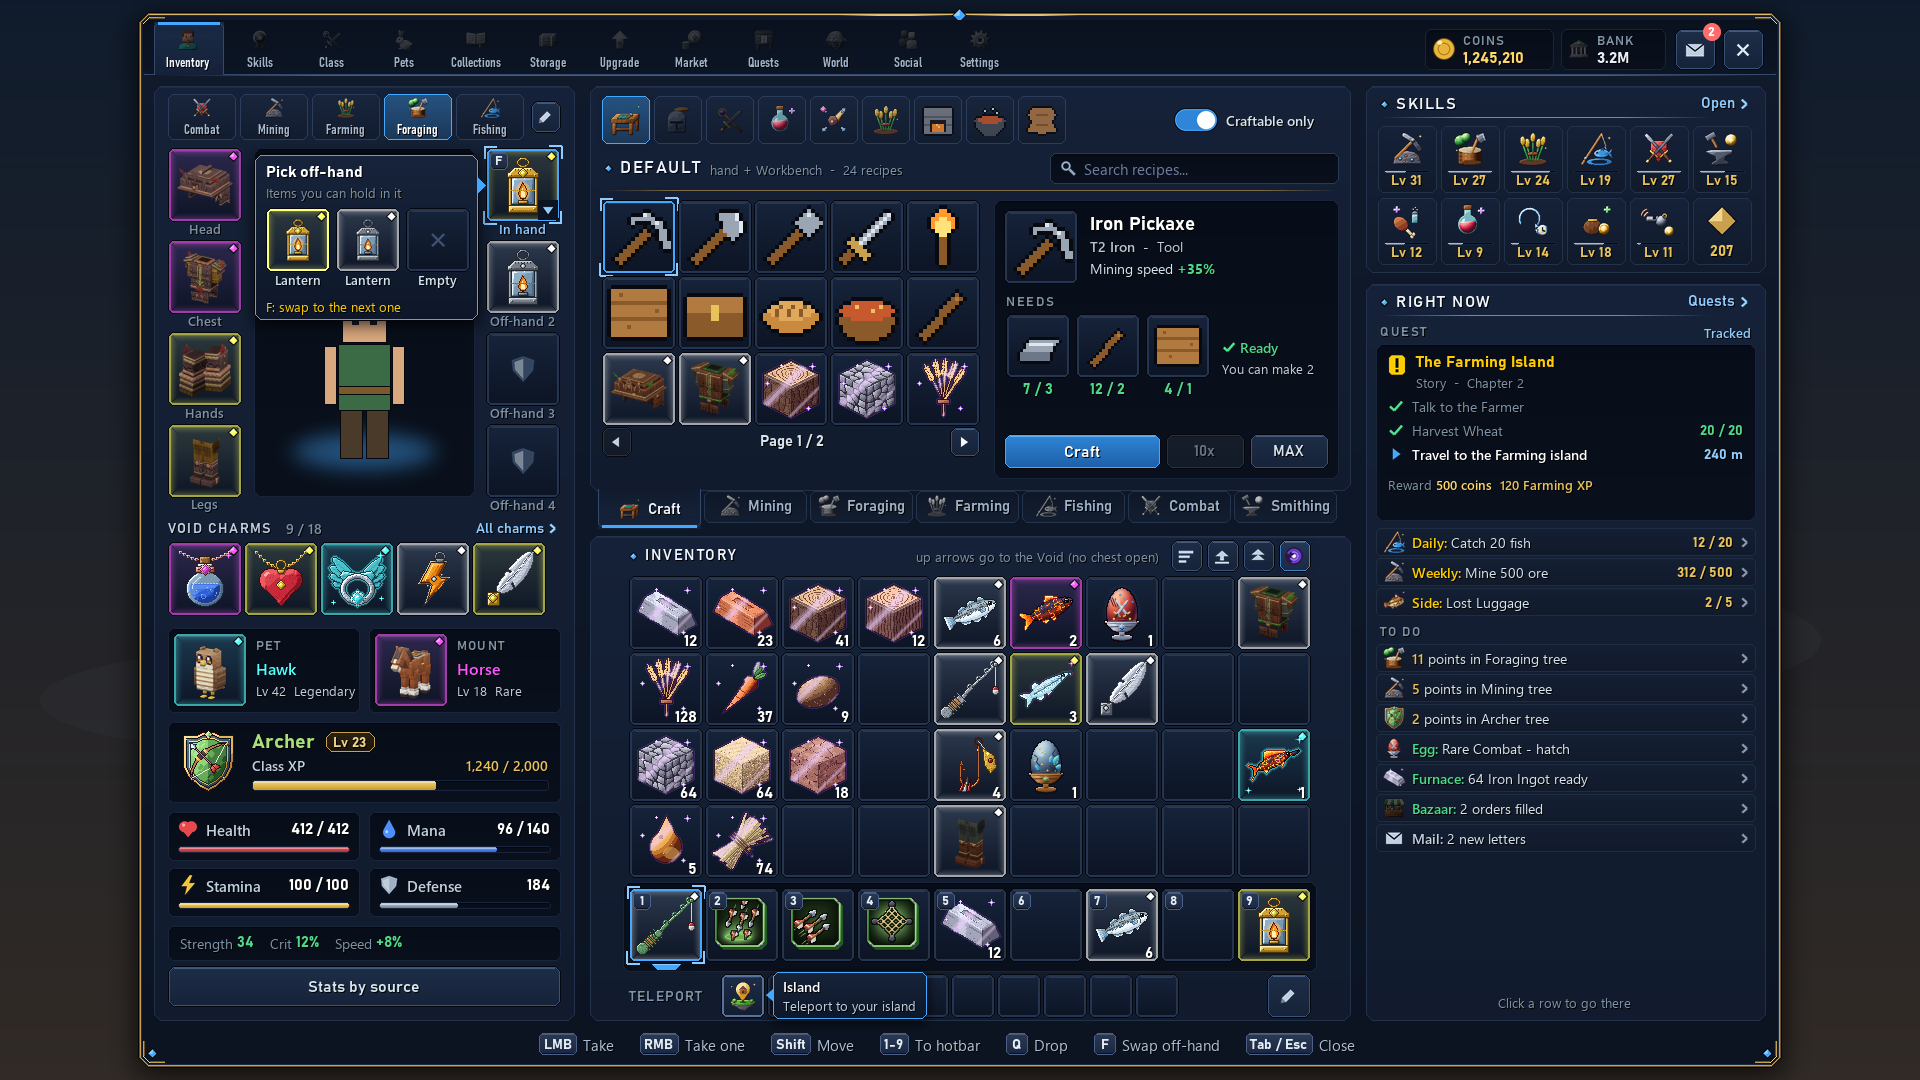 Inventory
Skills
Class
Pets
Collections
Storage
Upgrade
Market
Quests
World
Social
Settings
COINS
1,245,210
BANK
3.2M
2
Combat
Mining
Farming
Foraging
Fishing
Head
Chest
Hands
Legs
Pick off-hand
Items you can hold in it
Lantern
Lantern
Empty
F: swap to the next one
F
In hand
Off-hand 2
Off-hand 3
Off-hand 4
VOID CHARMS 9 / 18
All charms
PET
Hawk
Lv 42 Legendary
MOUNT
Horse
Lv 18 Rare
Archer Lv 23
Class XP 1,240 / 2,000
Health 412 / 412
Mana 96 / 140
Stamina 100 / 100
Defense 184
Strength 34 Crit 12% Speed +8%
Stats by source
Craftable only
DEFAULT hand + Workbench - 24 recipes
Search recipes...
Page 1 / 2
Iron Pickaxe
T2 Iron - Tool
Mining speed +35%
NEEDS
7 / 3
12 / 2
4 / 1
Ready
You can make 2
Craft
10x
MAX
Craft
Mining
Foraging
Farming
Fishing
Combat
Smithing
INVENTORY
up arrows go to the Void (no chest open)
12
23
41
12
6
2
1
128
37
9
3
64
64
18
4
1
1
5
74
1
2
3
4
5
12
6
7
6
8
9
TELEPORT
Island
Teleport to your island
SKILLS
Open
Lv 31
Lv 27
Lv 24
Lv 19
Lv 27
Lv 15
Lv 12
Lv 9
Lv 14
Lv 18
Lv 11
207
RIGHT NOW
Quests
QUEST
Tracked
The Farming Island
Story - Chapter 2
Talk to the Farmer
Harvest Wheat 20 / 20
Travel to the Farming island 240 m
Reward 500 coins 120 Farming XP
Daily: Catch 20 fish 12 / 20
Weekly: Mine 500 ore 312 / 500
Side: Lost Luggage 2 / 5
TO DO
11 points in Foraging tree
5 points in Mining tree
2 points in Archer tree
Egg: Rare Combat - hatch
Furnace: 64 Iron Ingot ready
Bazaar: 2 orders filled
Mail: 2 new letters
Click a row to go there
LMB Take
RMB Take one
Shift Move
1-9 To hotbar
Q Drop
F Swap off-hand
Tab / Esc Close